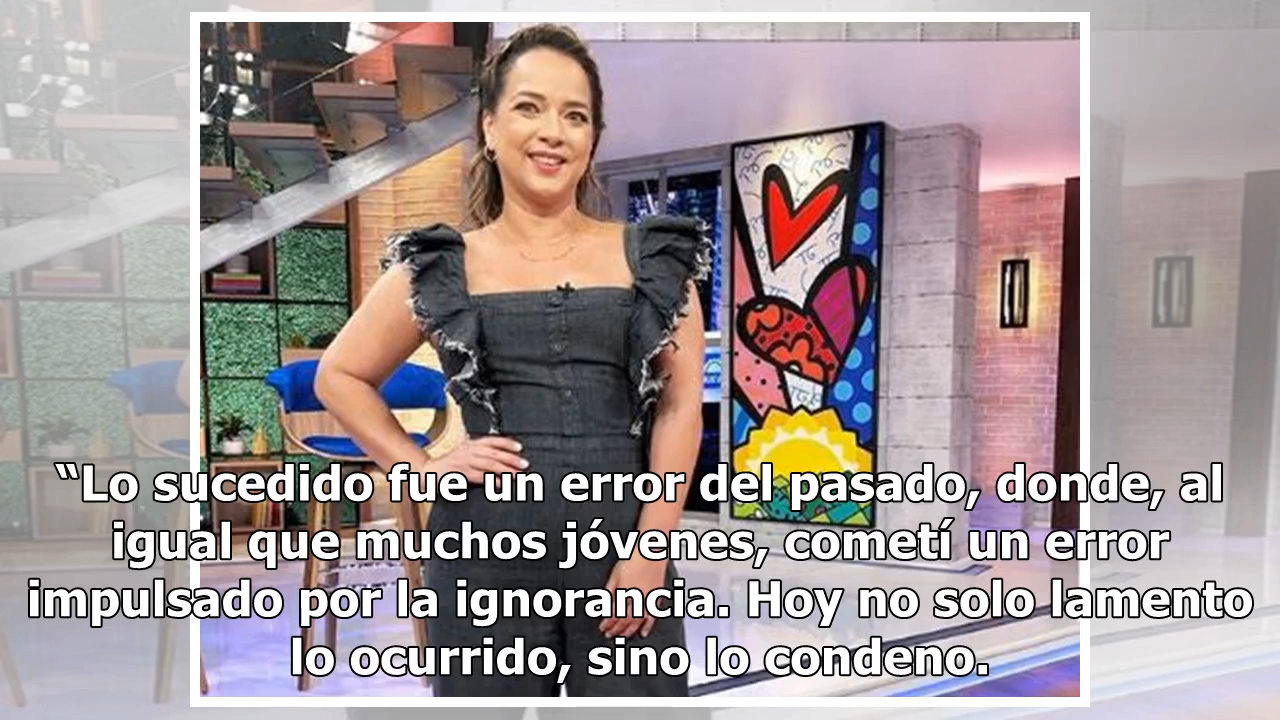 “Lo sucedido fue un error del pasado, donde, al
igual que muchos jóvenes, cometí un error
impulsado por la ignorancia. Hoy no solo lamento
lo ocurrido, sino lo condeno.